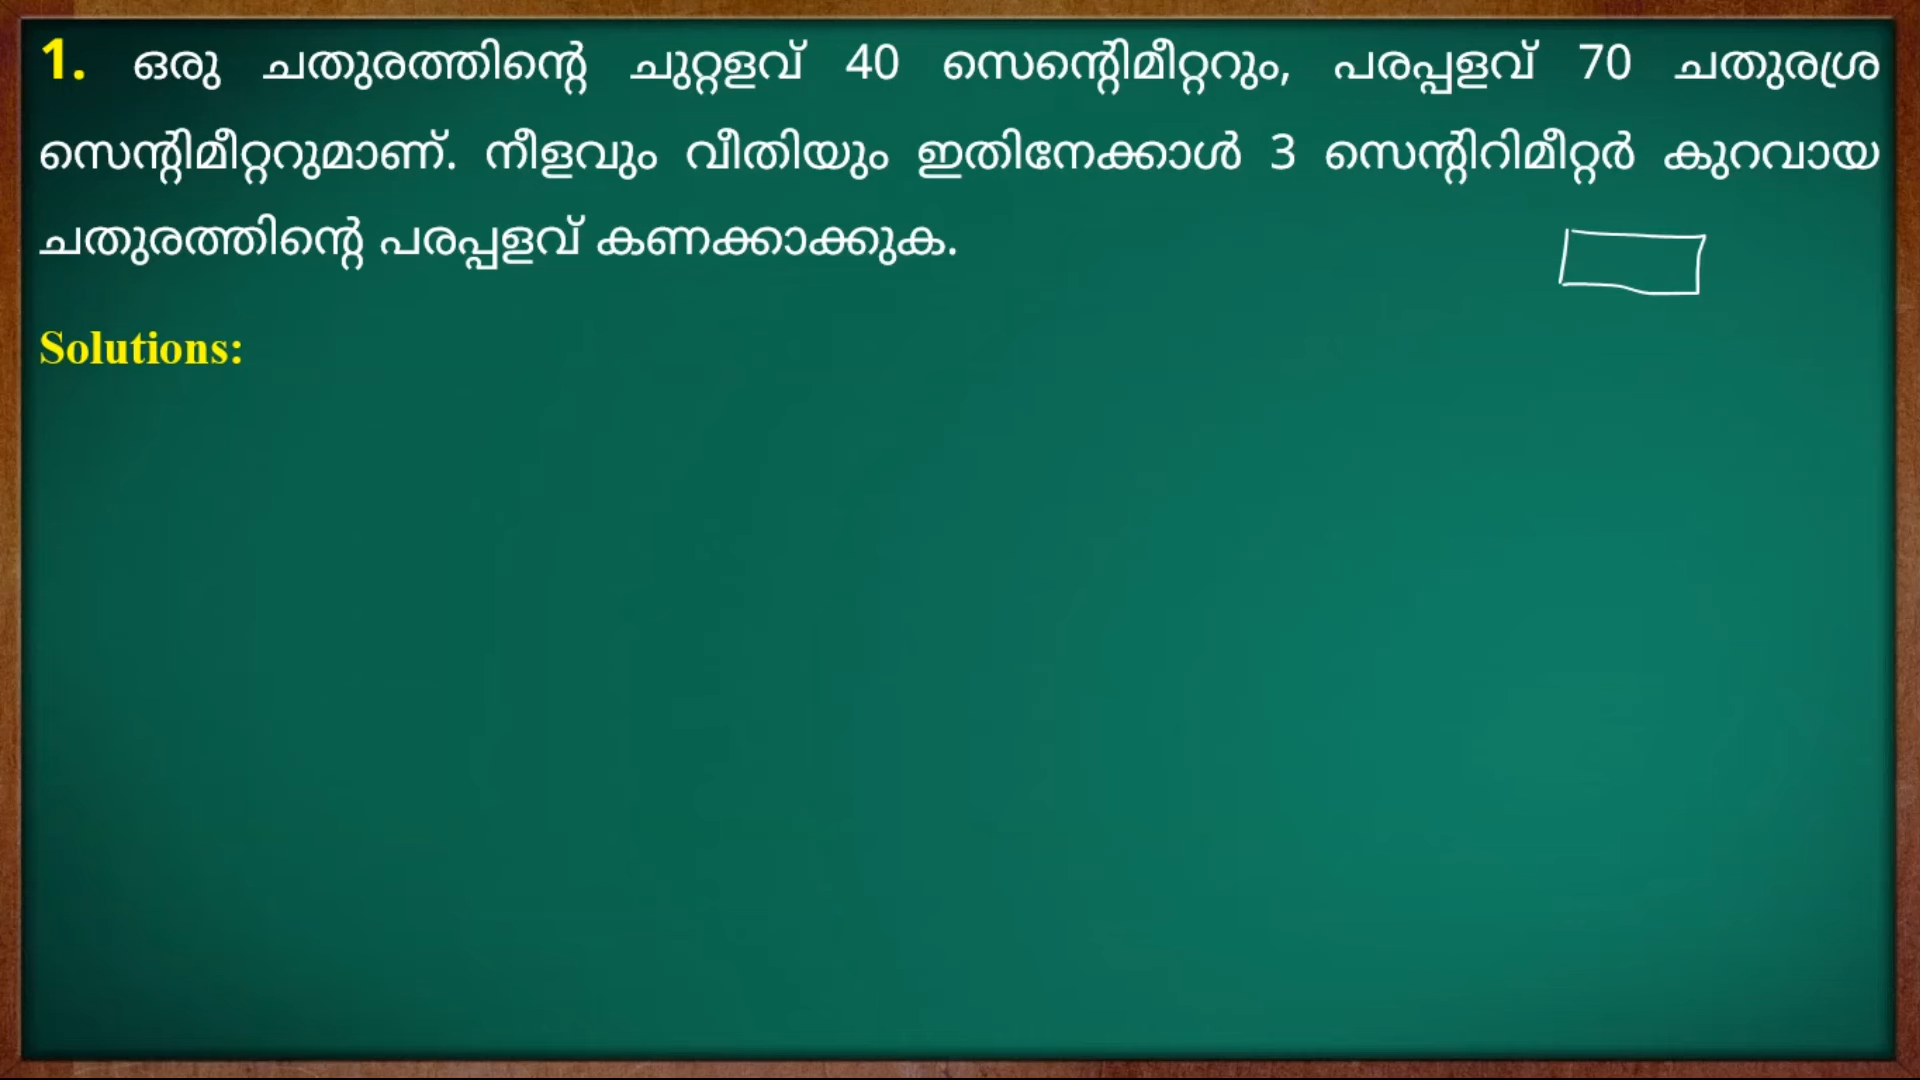 1. ഒരു ചതുരത്തിന്റെ ചുറ്റളവ് 40 സെന്റെിമീറ്ററും, പരപ്പളവ് 70 ചതുരശ്ര
സെന്റിമീറ്ററുമാണ്. നീളവും വീതിയും ഇതിനേക്കാൾ 3 സെന്റിറിമീറ്റർ കുറവായ
ചതുരത്തിന്റെ പരപ്പളവ് കണക്കാക്കുക.
Solutions: